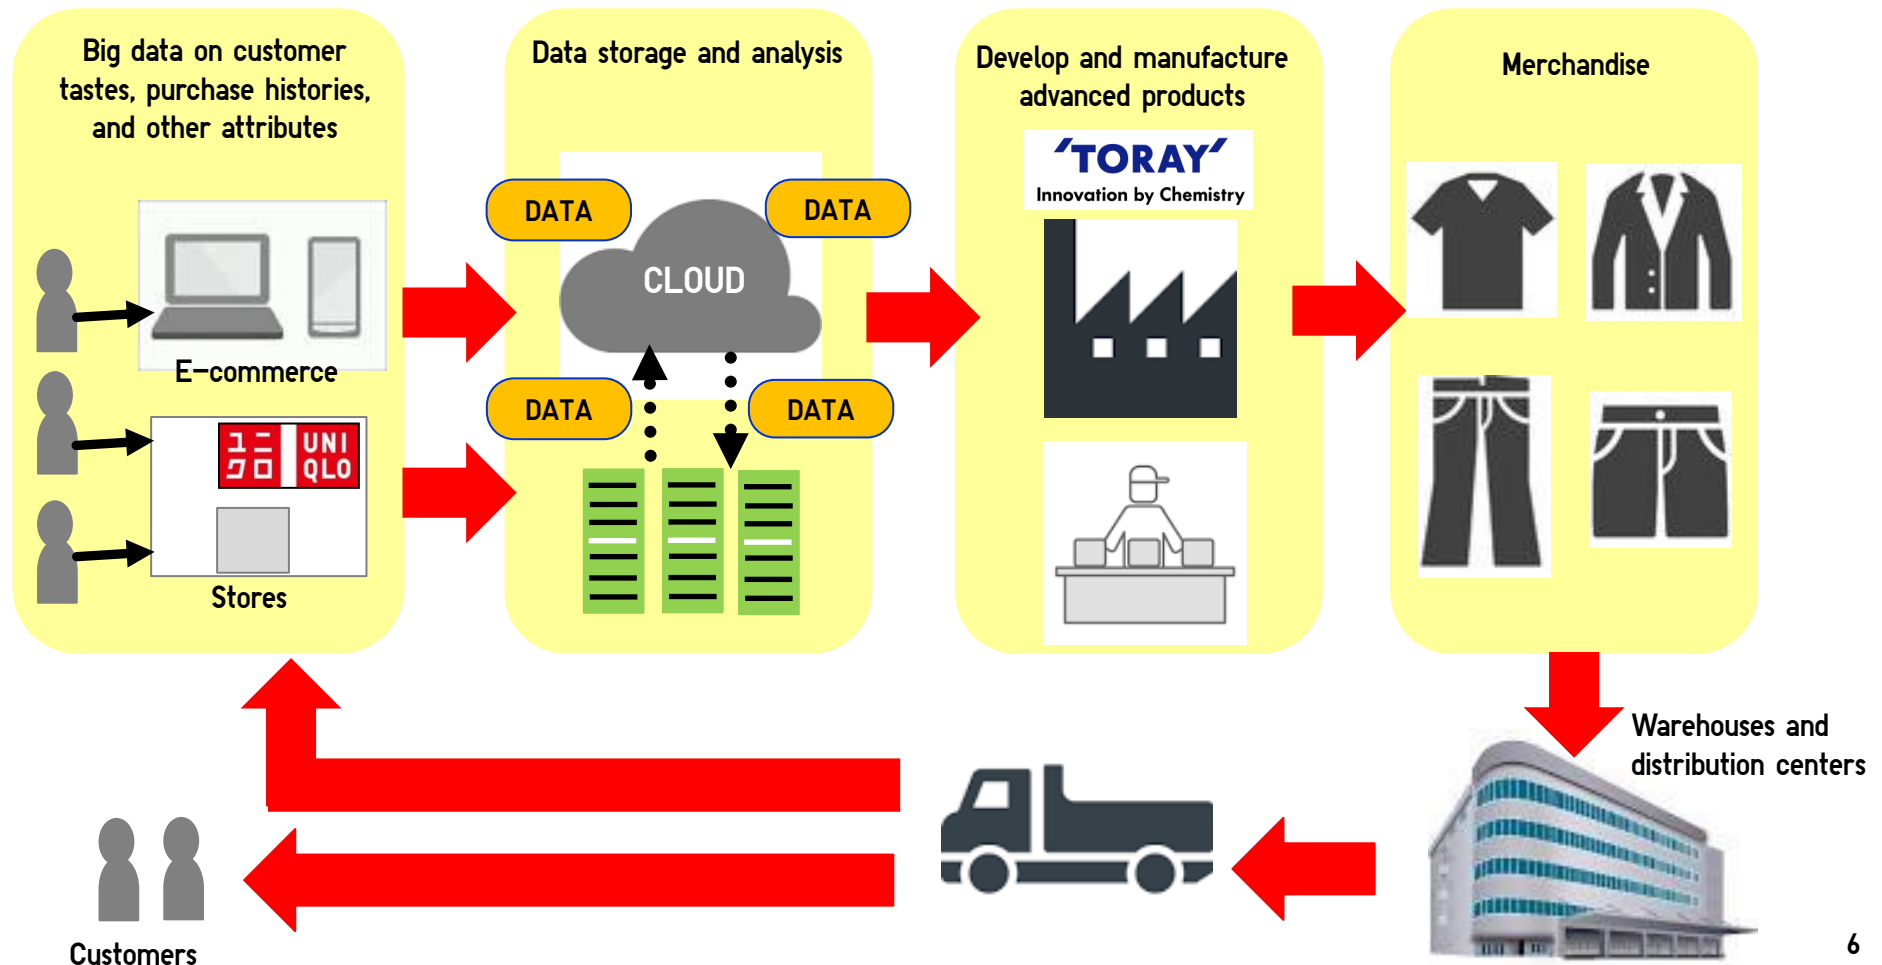 Big data on customer
tastes, purchase histories,
and other attributes
E-commerce
ユニ
クロ
UNI
QLO
Stores
Data storage and analysis
DATA
DATA
CLOUD
DATA
DATA
Develop and manufacture
advanced products
'TORAY'
Innovation by Chemistry
Merchandise
Warehouses and
distribution centers
Customers
6